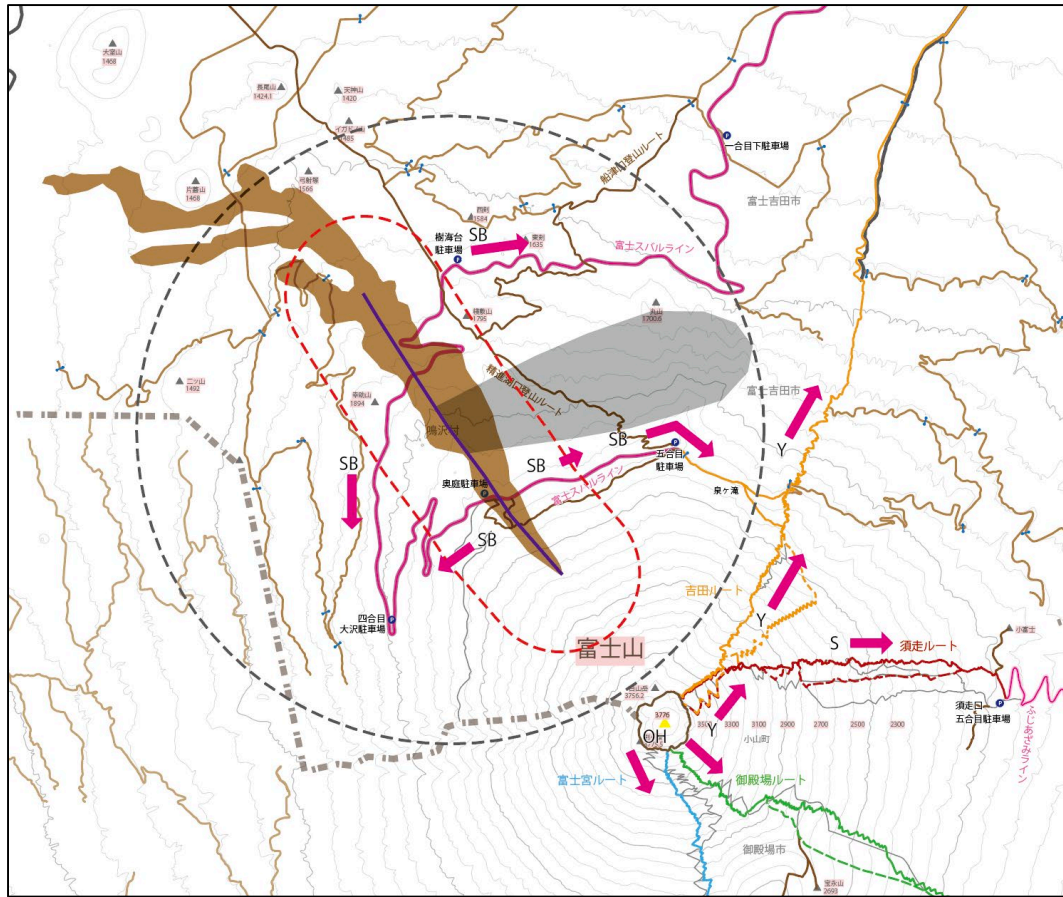 大室山
1468
長尾山
1424.1
天神山
1420
片蓋山
1468
弓射塚
1566
一合目下駐車場
船津口登山ルート
富士吉田市
西剣
1584
SB
東剣
1635
樹海台
駐車場
富士スバルライン
1795
1700.6
二ツ山
1492
幸助山
1894
精進湖口登山ルート
富士吉田市
鳴沢村
SB
Y
SB
SB
五合目
駐車場
奥庭駐車場
富士スバルライン
泉ヶ滝
SB
四合目
大沢駐車場
吉田ルート
Y
小富士
富士山
S
須走ルート
白山岳
3756.2
須走口
五合目駐車場
ふじあざみライン
3776
OH
Y
3500
3300
3100
2900
2700
2500
2300
小山町
富士宮ルート
御殿場ルート
御殿場市
宝永山
2693